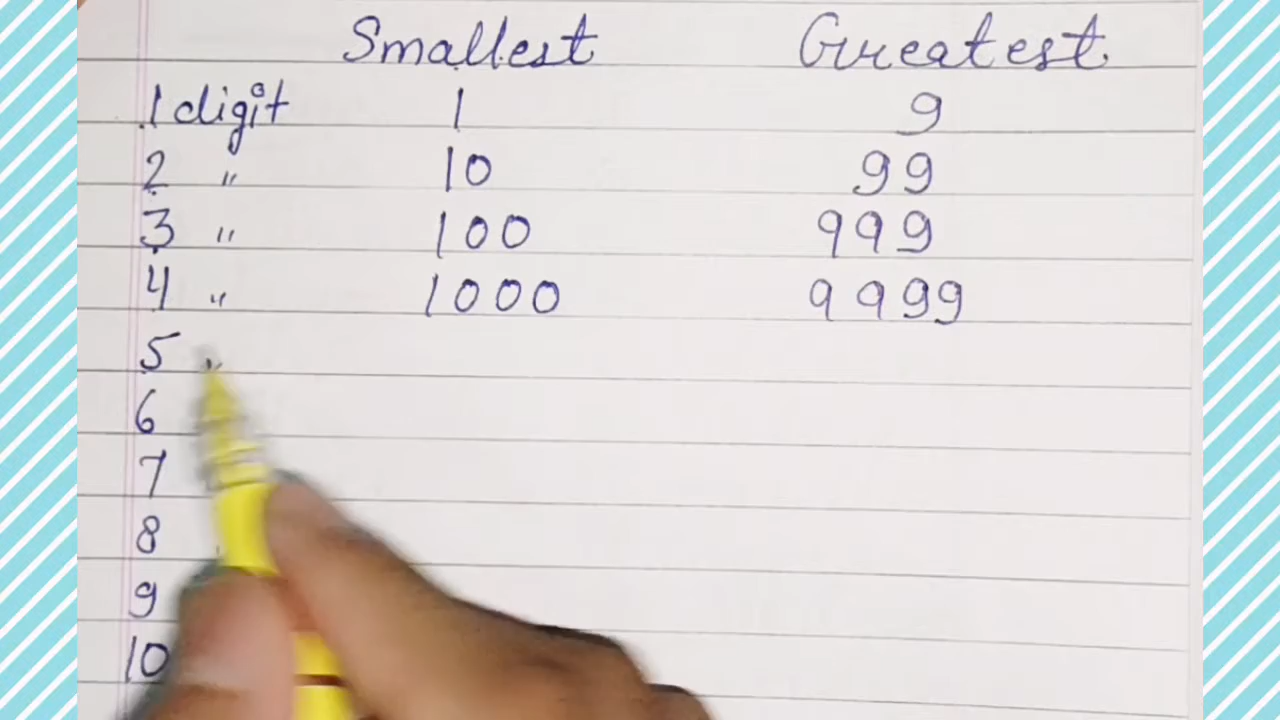 Smallest Greatest
1 digit 1 9
2 " 10 99
3 " 100 999
4 " 1000 9999
5 "
6
7
8
9
10